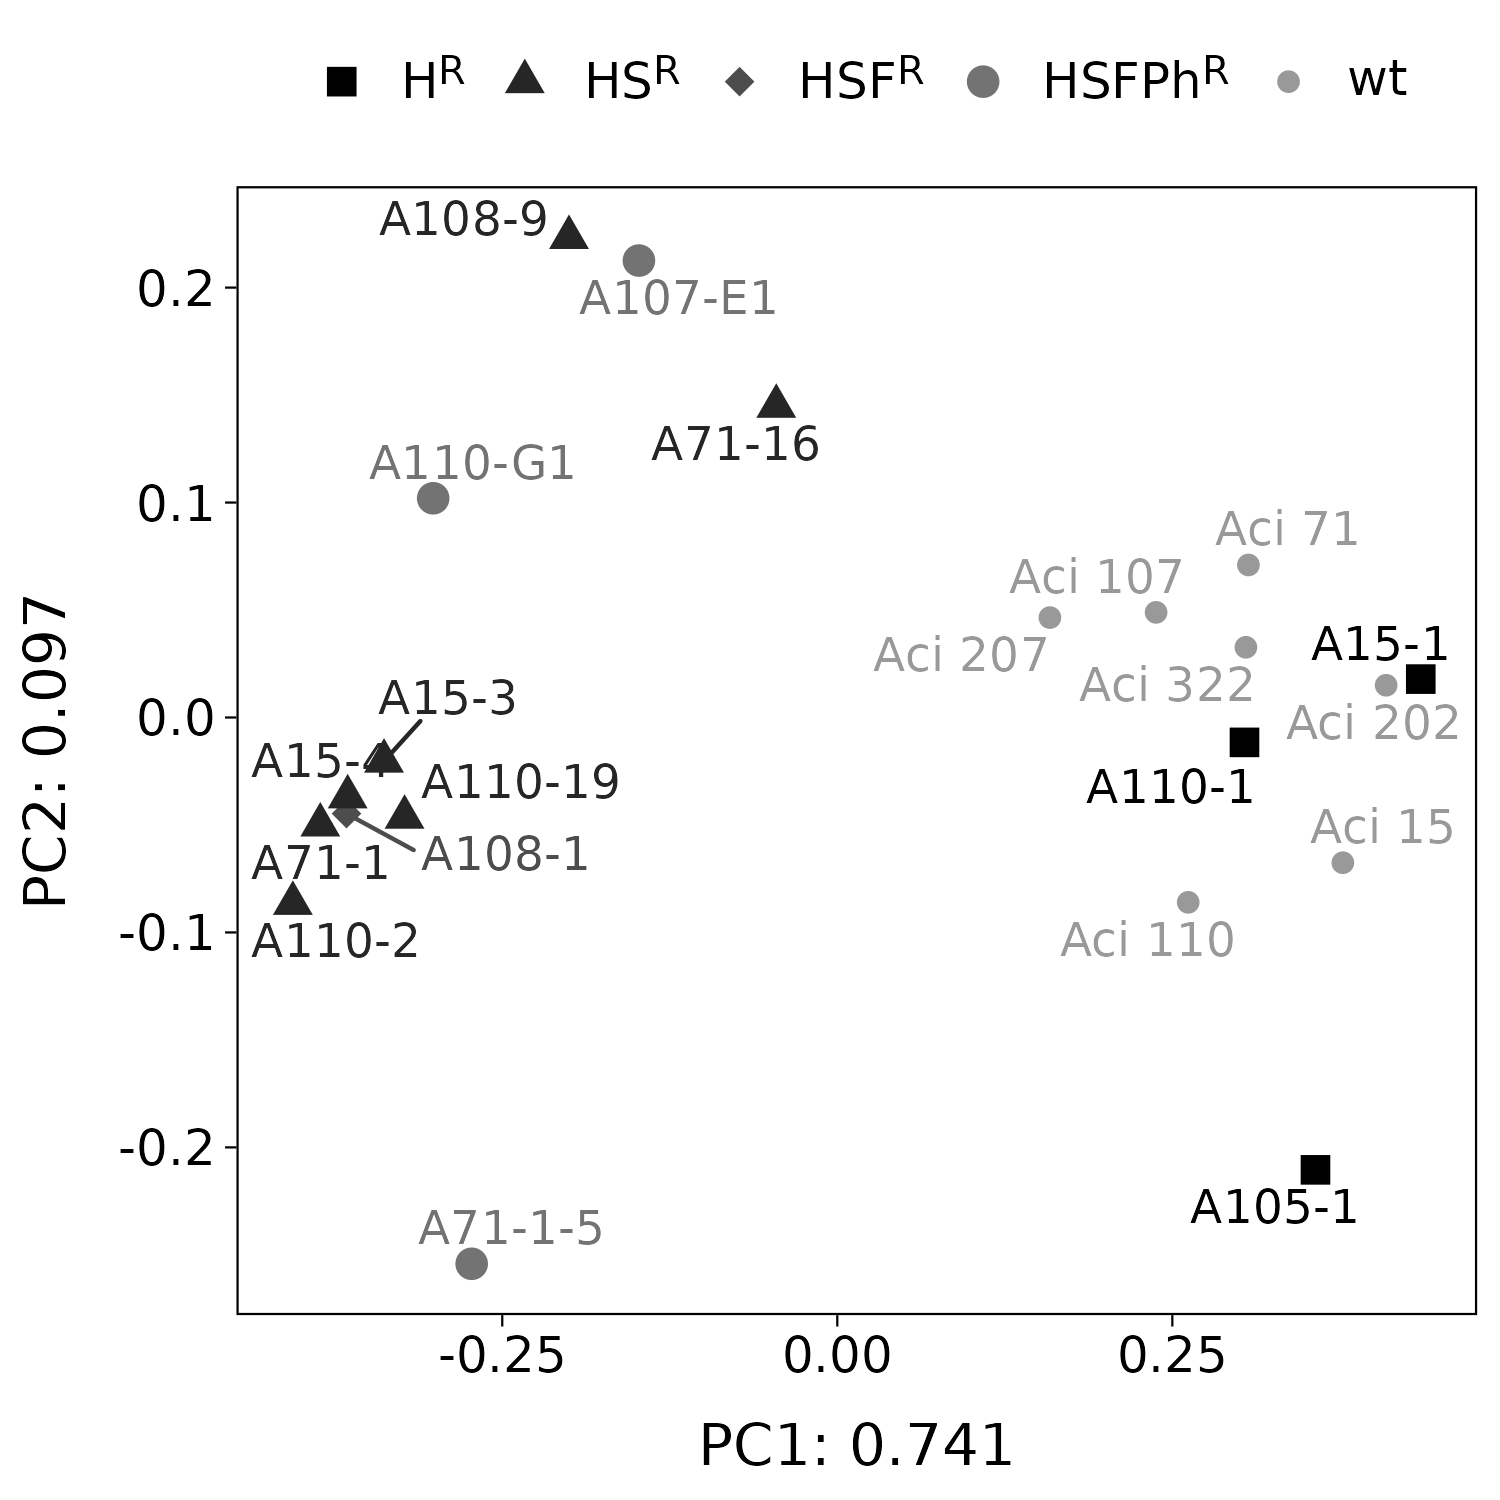 H^R HS^R HSF^R HSFPh^R wt
A108-9
A107-E1
A71-16
A110-G1
Aci 71
Aci 107
A15-1
Aci 207
Aci 322
Aci 202
A15-3
A15-4
A110-19
A110-1
A108-1
A71-1
Aci 15
A110-2
Aci 110
A105-1
A71-1-5
0.2
0.1
0.0
-0.1
-0.2
PC2: 0.097
-0.25 0.00 0.25
PC1: 0.741